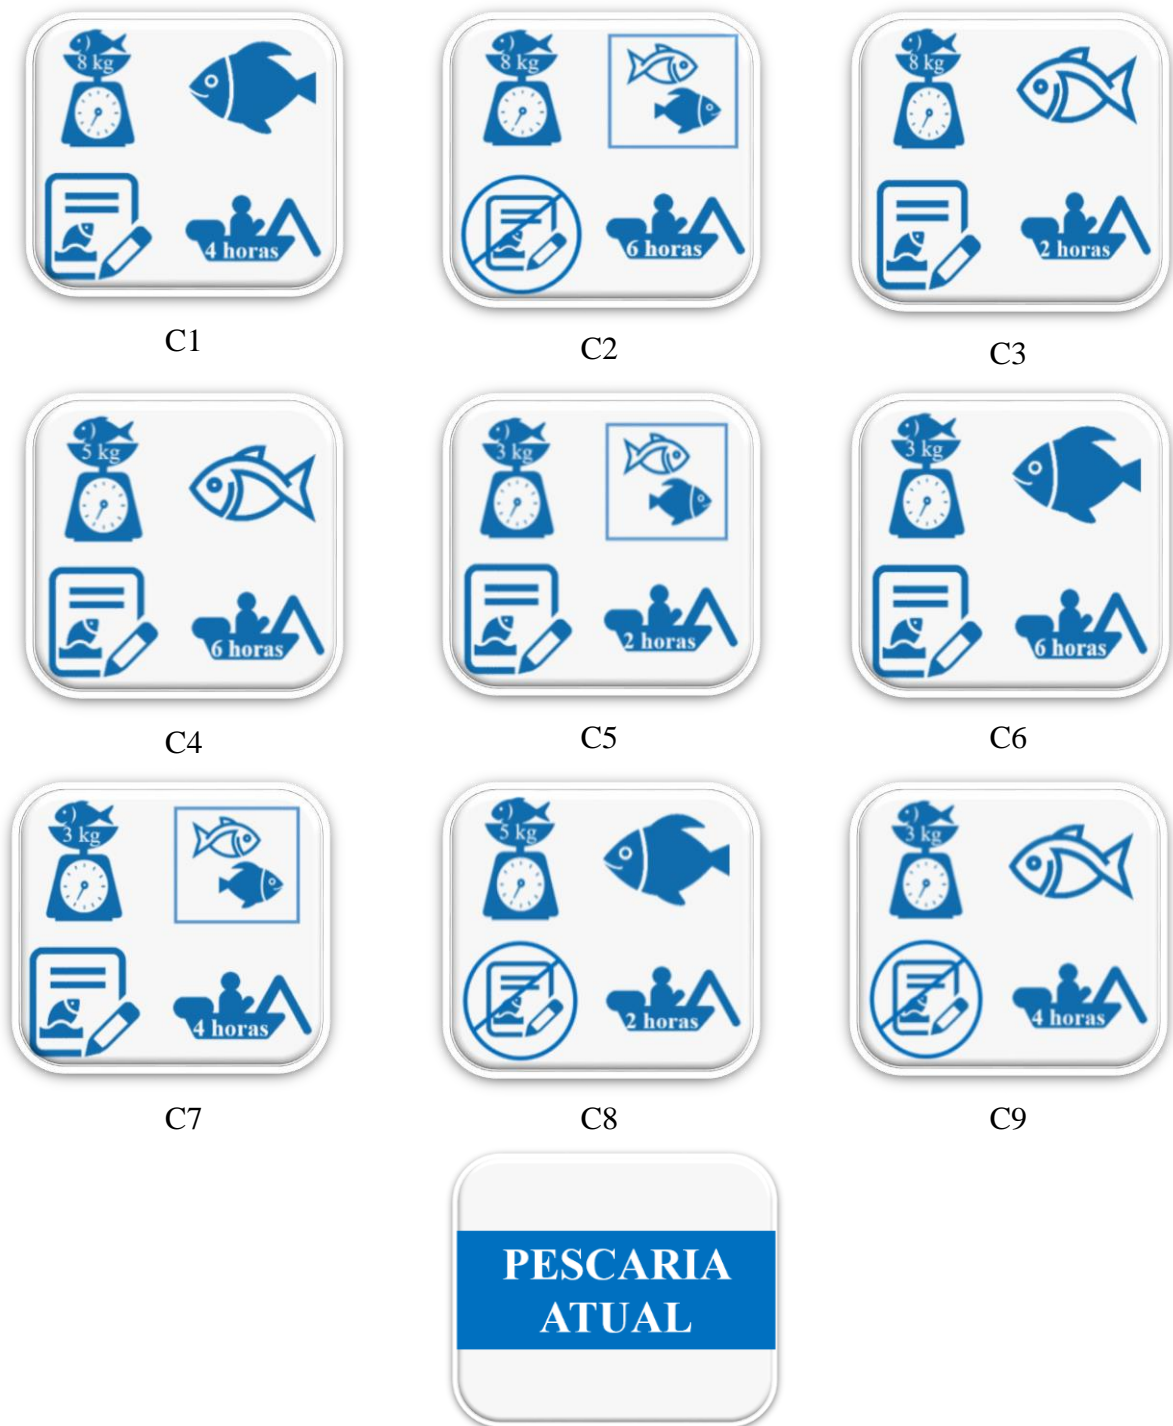 8 kg
4 horas
C1
8 kg
6 horas
C2
8 kg
2 horas
C3
5 kg
6 horas
C4
3 kg
2 horas
C5
3 kg
6 horas
C6
3 kg
4 horas
C7
5 kg
2 horas
C8
3 kg
4 horas
C9
PESCARIA
ATUAL